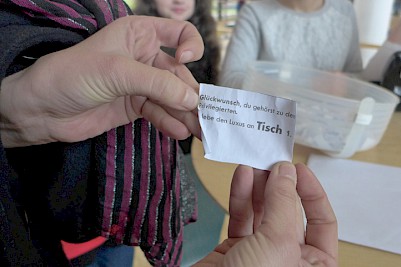 Glückwunsch, du gehörst zu den
Privilegierten.
lebe den Luxus an Tisch 1.